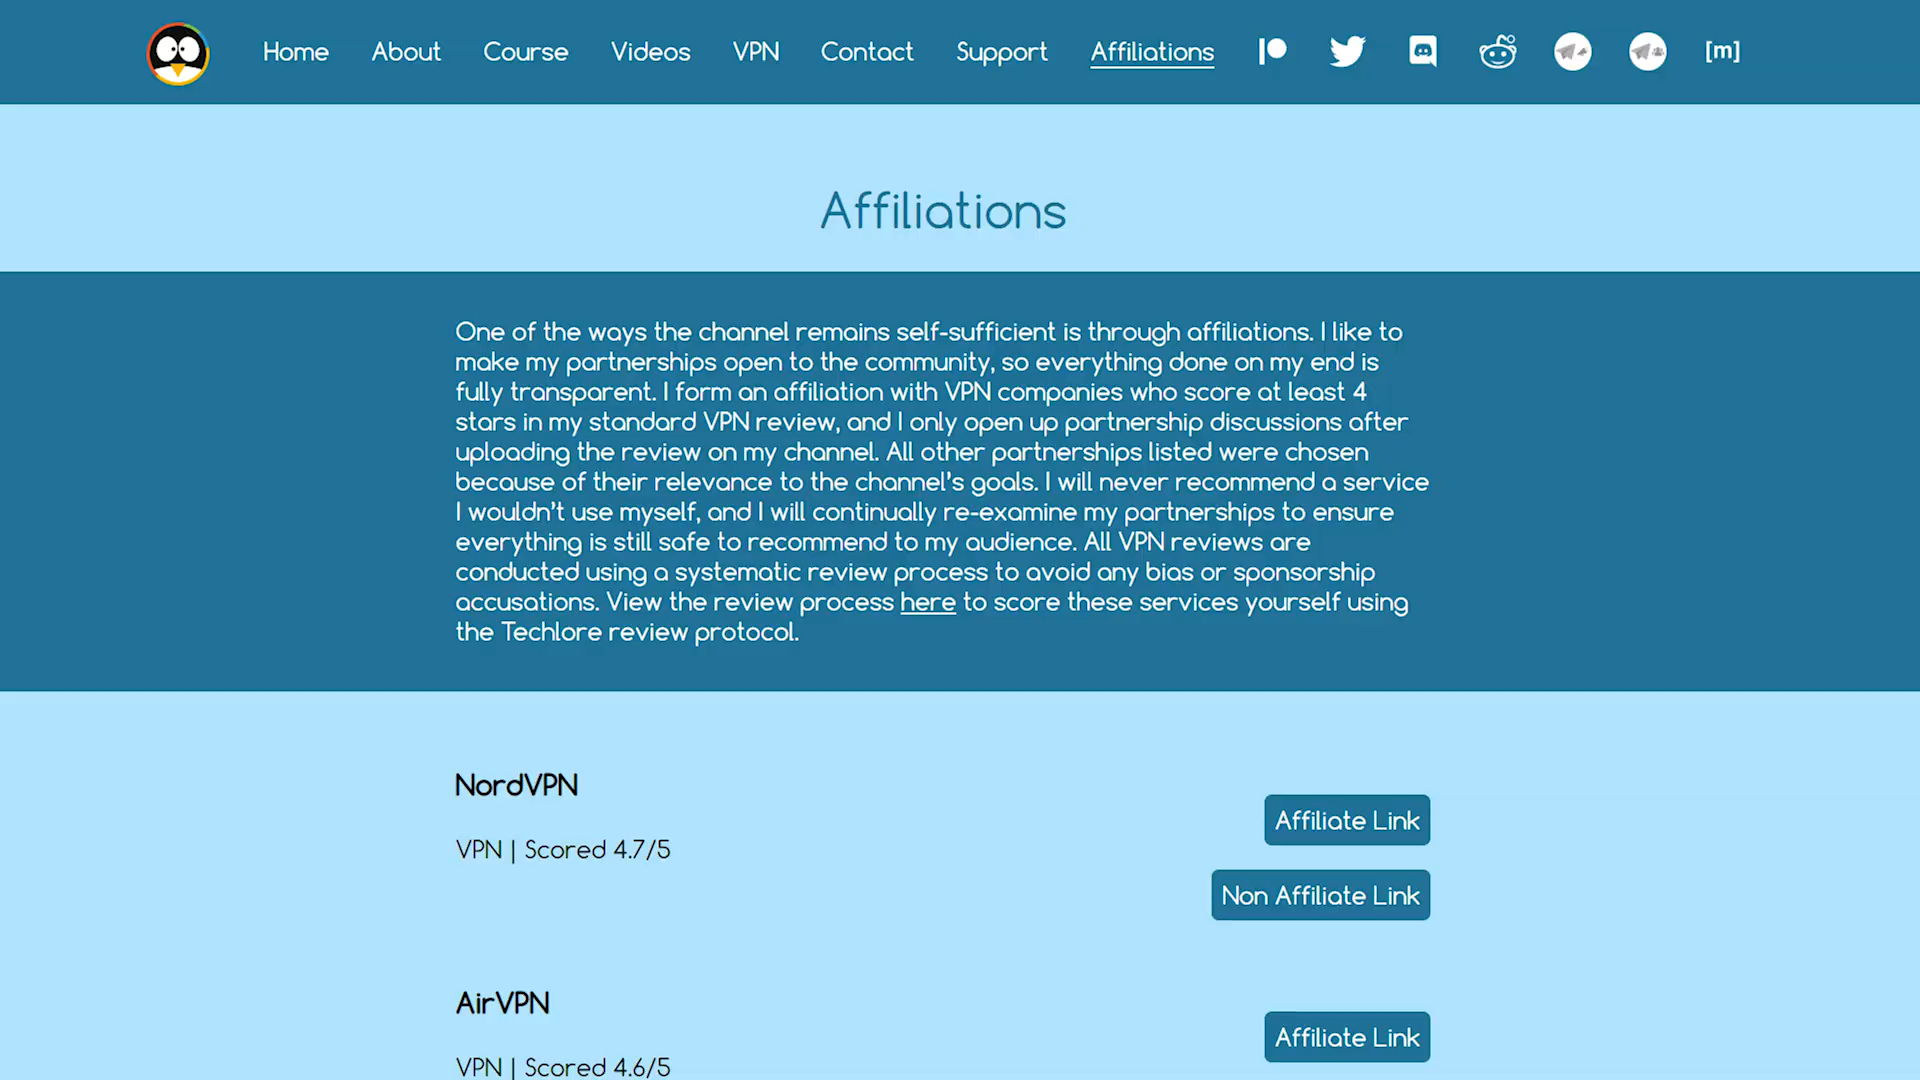 Home About Course Videos VPN Contact Support Affiliations [m]
Affiliations
One of the ways the channel remains self-sufficient is through affiliations. I like to
make my partnerships open to the community, so everything done on my end is
fully transparent. I form an affiliation with VPN companies who score at least 4
stars in my standard VPN review, and I only open up partnership discussions after
uploading the review on my channel. All other partnerships listed were chosen
because of their relevance to the channel's goals. I will never recommend a service
I wouldn't use myself, and I will continually re-examine my partnerships to ensure
everything is still safe to recommend to my audience. All VPN reviews are
conducted using a systematic review process to avoid any bias or sponsorship
accusations. View the review process here to score these services yourself using
the Techlore review protocol.
NordVPN
Affiliate Link
VPN | Scored 4.7/5
Non Affiliate Link
AirVPN
Affiliate Link
VPN | Scored 4.6/5